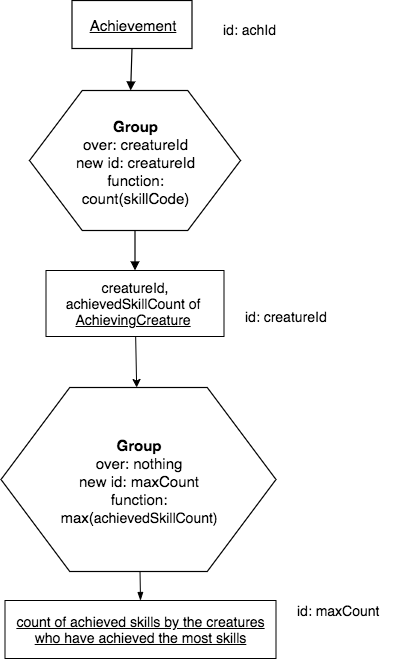 Achievement
id: achId
Group
over: creatureId
new id: creatureId
function:
count(skillCode)
creatureId,
achievedSkillCount of
AchievingCreature
id: creatureId
Group
over: nothing
new id: maxCount
function:
max(achievedSkillCount)
id: maxCount
count of achieved skills by the creatures
who have achieved the most skills